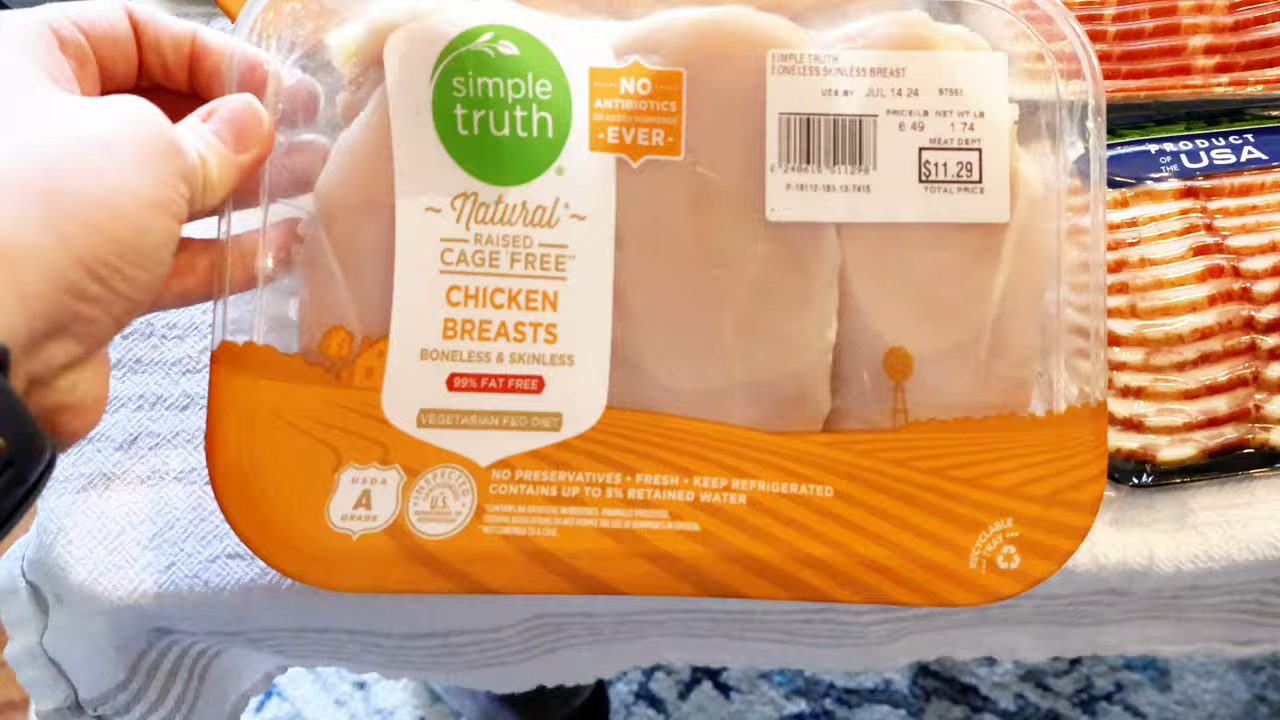 simple
truth
NO
ANTIBIOTICS
EVER
~ Natural* ~
RAISED
CAGE FREE™
CHICKEN
BREASTS
BONELESS & SKINLESS
99% FAT FREE
VEGETARIAN FED DIET
SIMPLE TRUTH
BONELESS SKINLESS BREAST
USE BY JUL 14 24 97551
PRICE/LB NET WT LB
6.49 1.74
MEAT DEPT
$11.29
TOTAL PRICE
PRODUCT
OF THE USA
USDA
A
GRADE
INSPECTED
U.S.
NO PRESERVATIVES • FRESH • KEEP REFRIGERATED
CONTAINS UP TO 5% RETAINED WATER
RECYCLABLE
TRAY